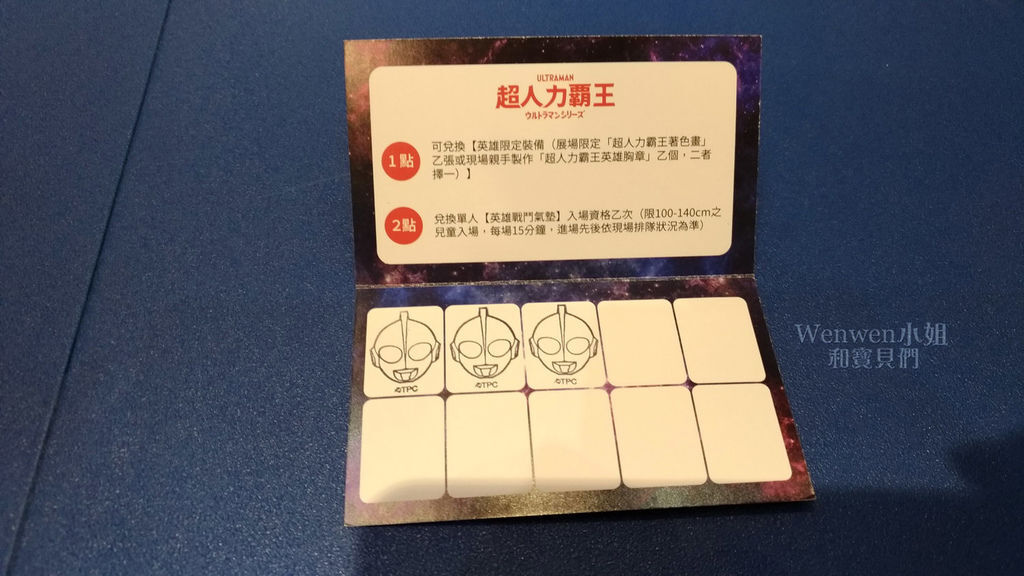 ULTRAMAN
超人力霸王
ウルトラマンシリーズ
1點
可兌換【英雄限定裝備（展場限定「超人力霸王著色畫」
乙張或現場親手製作「超人力霸王英雄胸章」乙個，二者
擇一）】
2點
兌換單人【英雄戰鬥氣墊】入場資格乙次（限100-140cm之
兒童入場，每場15分鐘，進場先後依現場排隊狀況為準）
©TPC
©TPC
©TPC
Wenwen小姐
和寶貝們